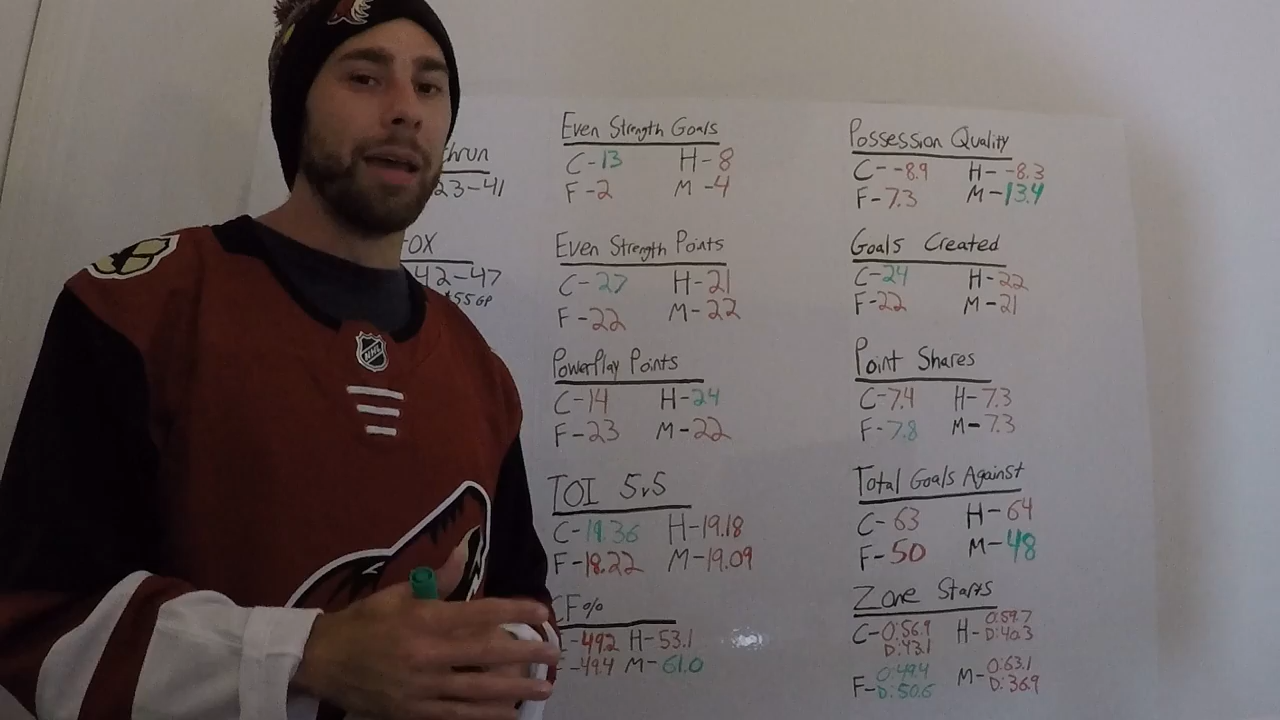 23-41
42-47
55 GP
NHL
Even Strength Goals
C-13 H-8
F-2 M-4
Even Strength Points
C-27 H-21
F-22 M-22
PowerPlay Points
C-14 H-24
F-23 M-22
TOI 5v5
C-19.36 H-19.18
F-18.22 M-19.09
CF%
-49.2 H-53.1
-49.4 M-61.0
Possession Quality
C--8.9 H--8.3
F-7.3 M-13.4
Goals Created
C-24 H-22
F-22 M-21
Point Shares
C-7.4 H-7.3
F-7.8 M-7.3
Total Goals Against
C-63 H-64
F-50 M-48
Zone Starts
C-O:56.9 H-O:59.7
D:43.1 D:40.3
F-O:49.4 M-O:63.1
D:50.6 D:36.9